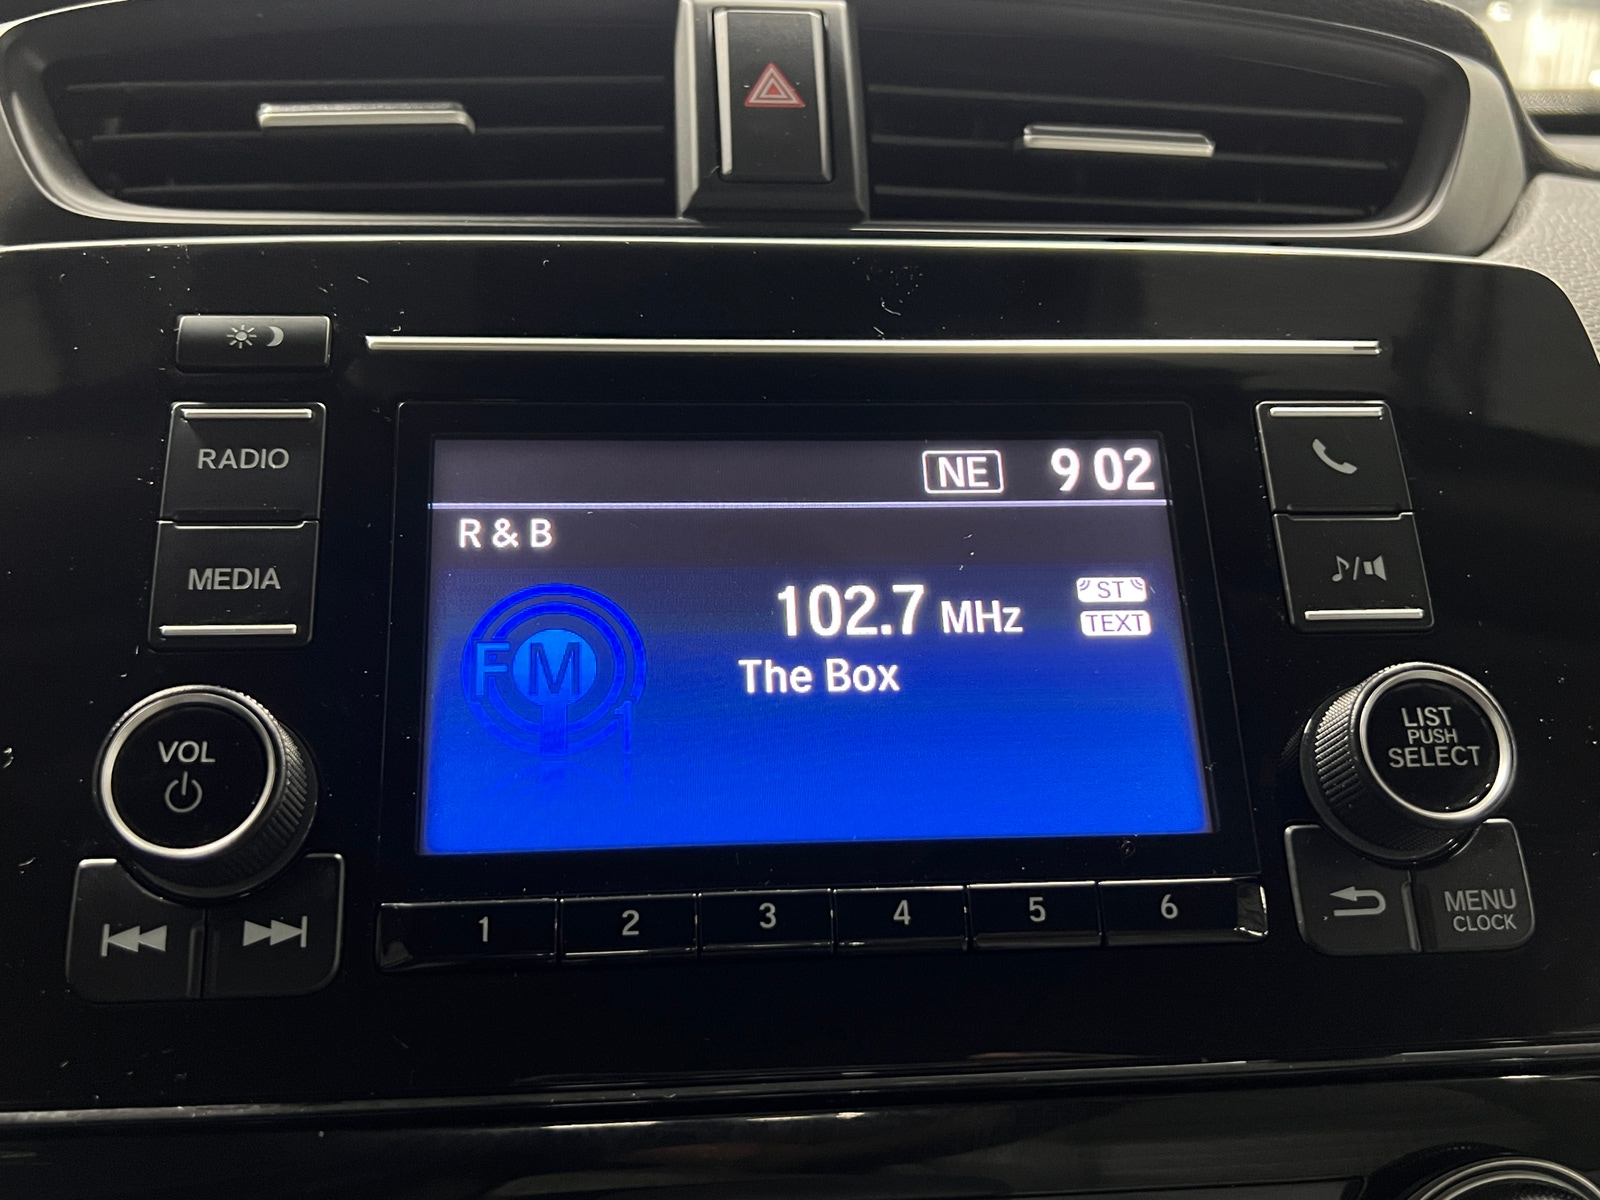 RADIO
MEDIA
VOL
NE 9 02
R & B
FM 1
102.7 MHz
ST
TEXT
The Box
LIST
PUSH
SELECT
MENU
CLOCK
1 2 3 4 5 6